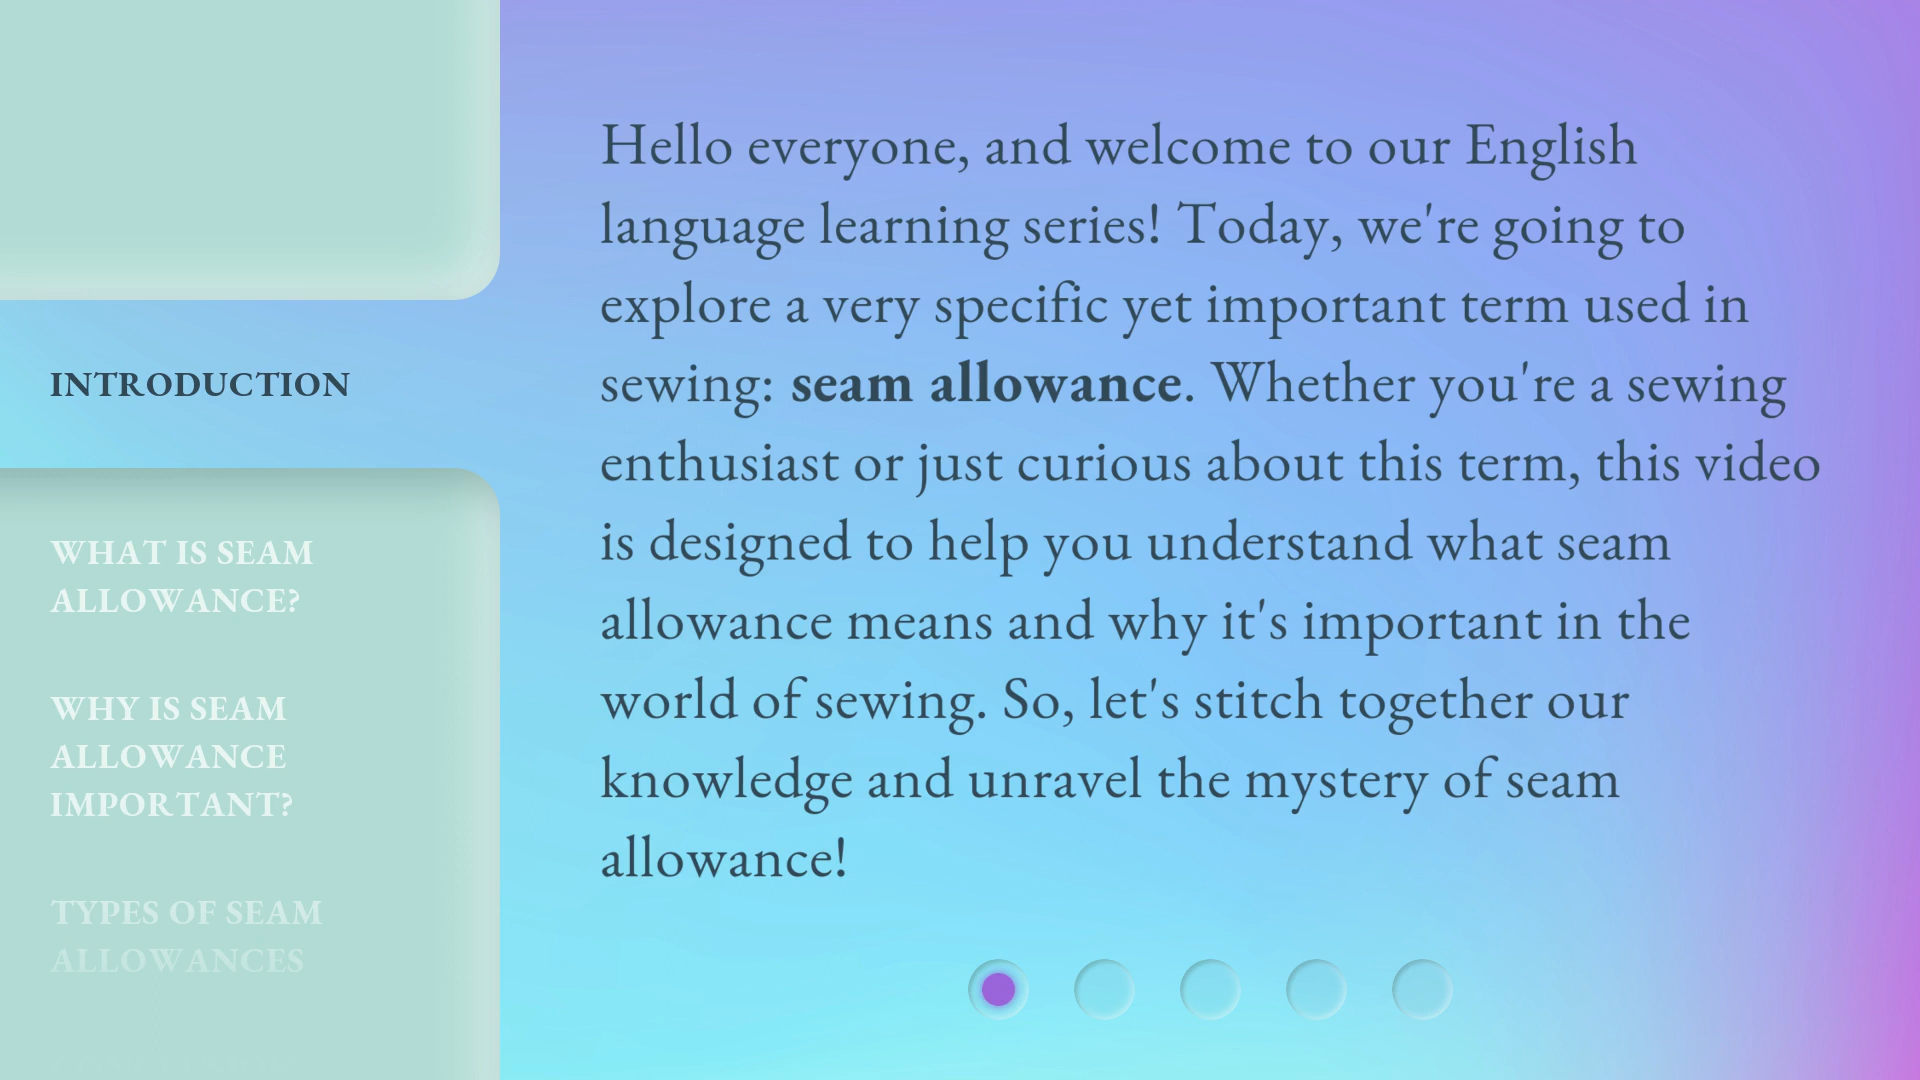 INTRODUCTION
WHAT IS SEAM
ALLOWANCE?
WHY IS SEAM
ALLOWANCE
IMPORTANT?
TYPES OF SEAM
ALLOWANCES
Hello everyone, and welcome to our English
language learning series! Today, we're going to
explore a very specific yet important term used in
sewing: seam allowance. Whether you're a sewing
enthusiast or just curious about this term, this video
is designed to help you understand what seam
allowance means and why it's important in the
world of sewing. So, let's stitch together our
knowledge and unravel the mystery of seam
allowance!